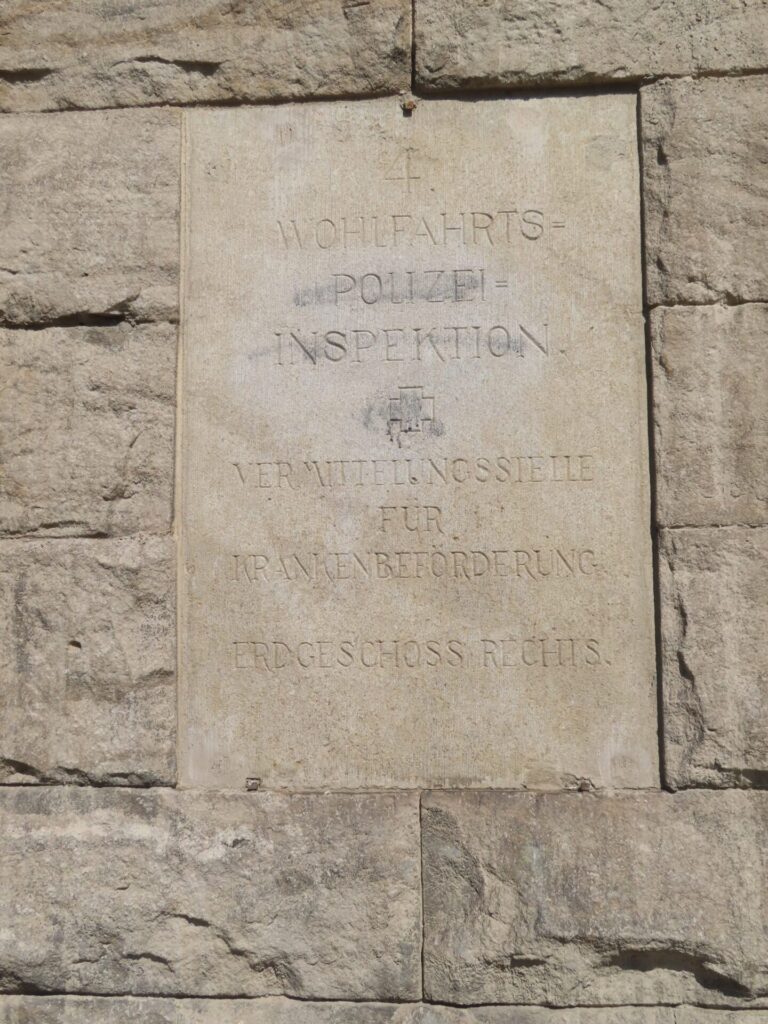 4.
WOHLFAHRTS=
POLIZEI=
INSPEKTION.
VERMITTELUNGSSTELLE
FÜR
KRANKENBEFÖRDERUNG
ERDGESCHOSS RECHTS.